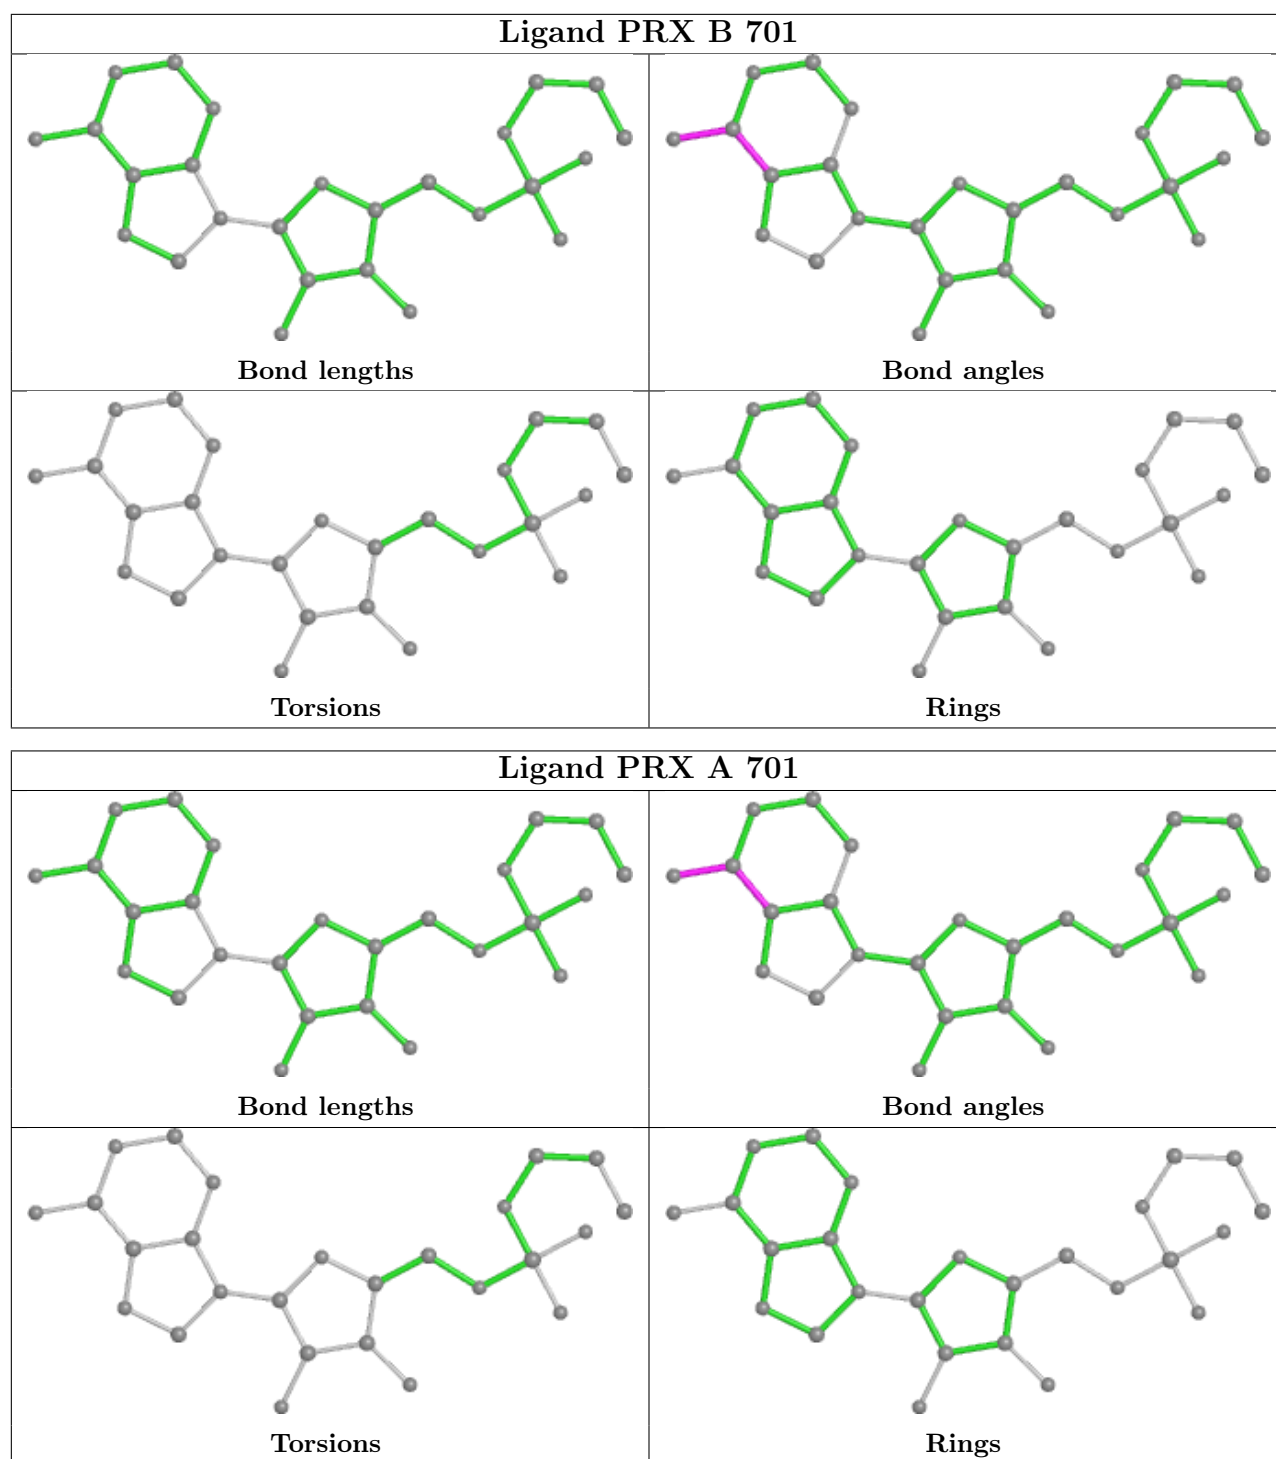 Ligand PRX B 701
Bond lengths
Bond angles
Torsions
Rings
Ligand PRX A 701
Bond lengths
Bond angles
Torsions
Rings